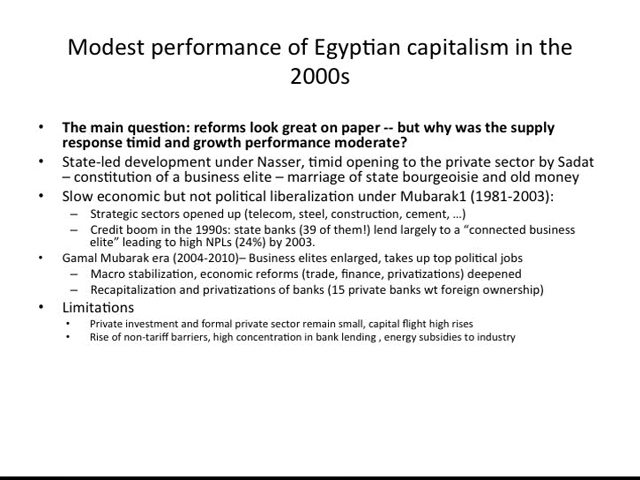 Modest performance of Egyptian capitalism in the
2000s
• The main question: reforms look great on paper -- but why was the supply
response timid and growth performance moderate?
• State-led development under Nasser, timid opening to the private sector by Sadat
– constitution of a business elite – marriage of state bourgeoisie and old money
• Slow economic but not political liberalization under Mubarak1 (1981-2003):
– Strategic sectors opened up (telecom, steel, construction, cement, …)
– Credit boom in the 1990s: state banks (39 of them!) lend largely to a “connected business
elite” leading to high NPLs (24%) by 2003.
• Gamal Mubarak era (2004-2010)– Business elites enlarged, takes up top political jobs
– Macro stabilization, economic reforms (trade, finance, privatizations) deepened
– Recapitalization and privatizations of banks (15 private banks wt foreign ownership)
• Limitations
• Private investment and formal private sector remain small, capital flight high rises
• Rise of non-tariff barriers, high concentration in bank lending , energy subsidies to industry